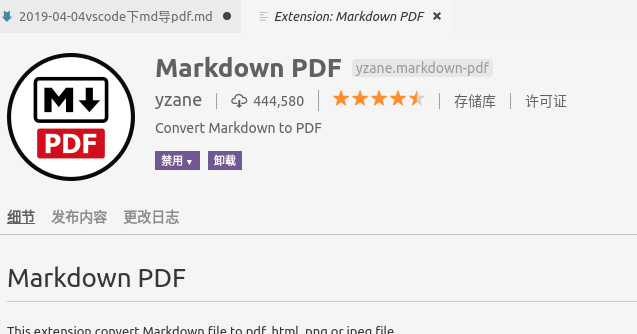 2019-04-04vscode下md导pdf.md ● Extension: Markdown PDF ×
M
PDF
Markdown PDF yzane.markdown-pdf
yzane | 444,580 | ★★★★⯪ | 存储库 | 许可证
Convert Markdown to PDF
禁用 ▾ 卸载
细节 发布内容 更改日志
Markdown PDF
This extension convert Markdown file to pdf, html, png or jpeg file.